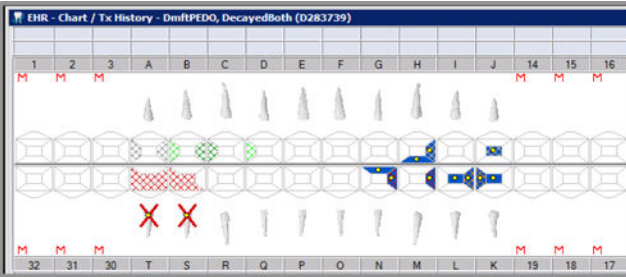 EHR - Chart / Tx History - DmftPEDO, DecayedBoth (D283739)
1 2 3 A B C D E F G H I J 14 15 16
M M M M M M
M M M M M M
32 31 30 T S R Q P O N M L K 19 18 17